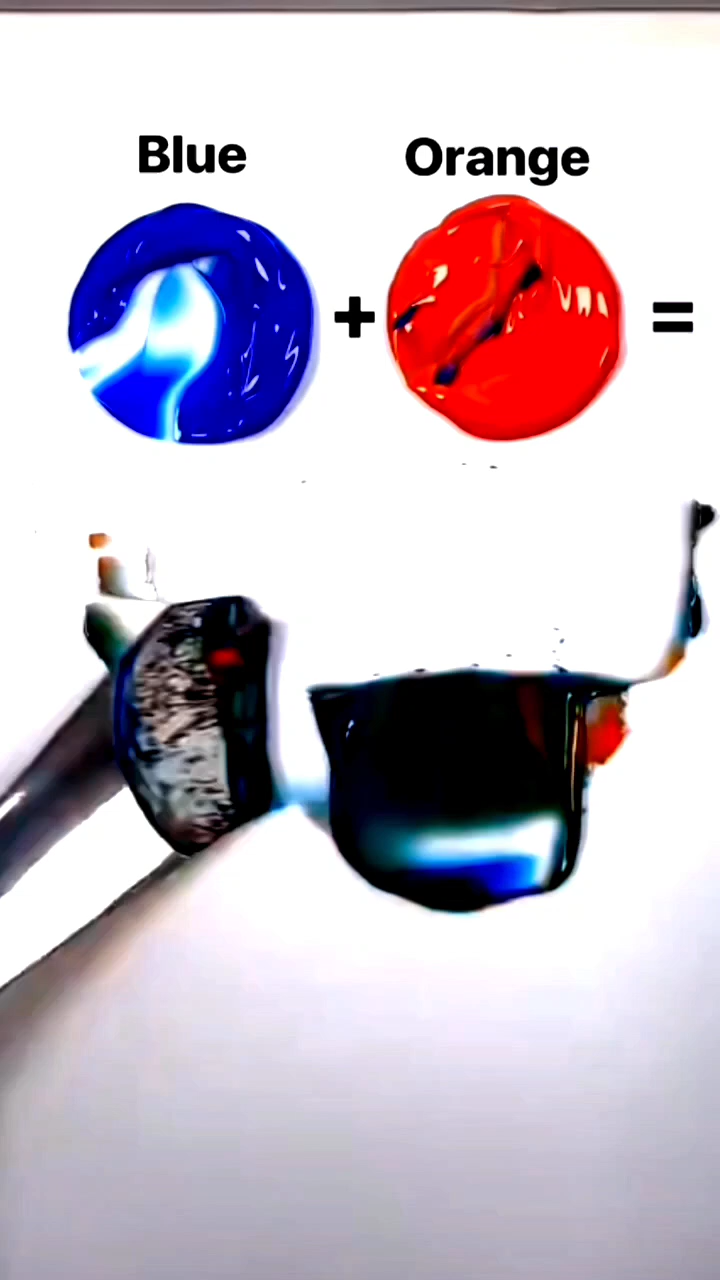 Blue Orange
+ =